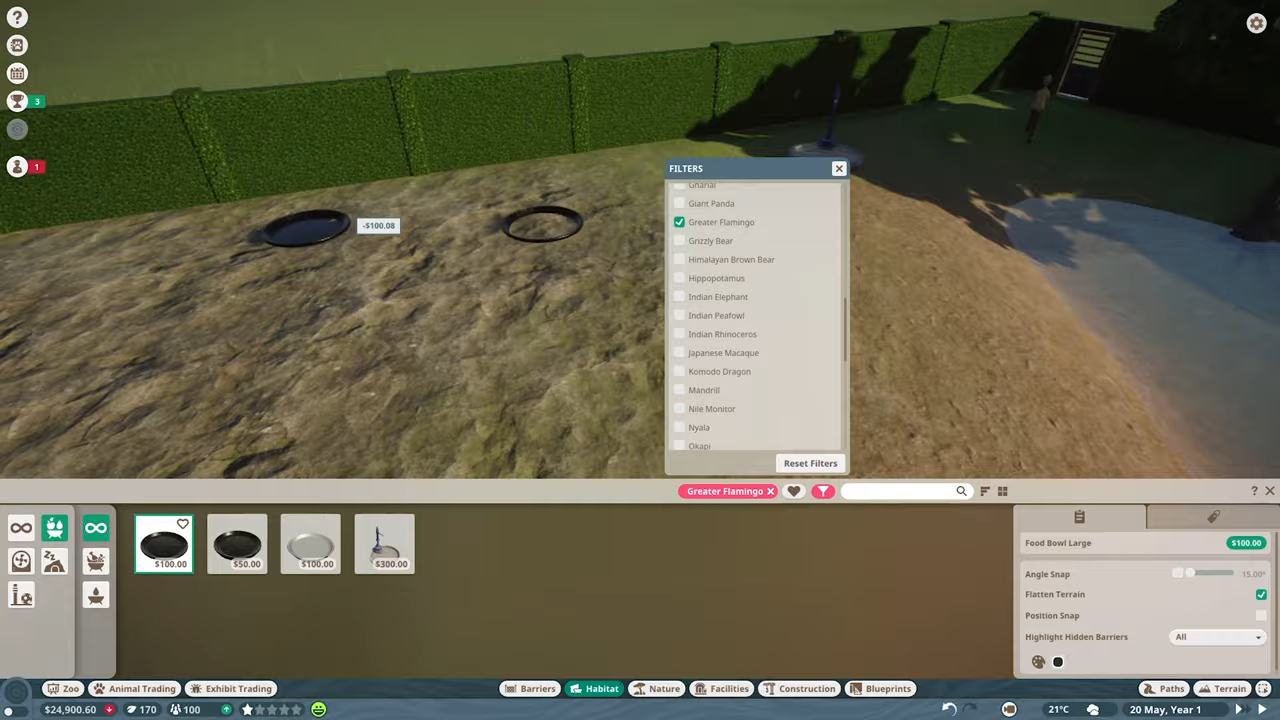 ?
3
1
-$100.08
FILTERS
Gharial
Giant Panda
Greater Flamingo
Grizzly Bear
Himalayan Brown Bear
Hippopotamus
Indian Elephant
Indian Peafowl
Indian Rhinoceros
Japanese Macaque
Komodo Dragon
Mandrill
Nile Monitor
Nyala
Okapi
Reset Filters
Greater Flamingo
?
$100.00
$50.00
$100.00
$300.00
Food Bowl Large $100.00
Angle Snap 15.00°
Flatten Terrain
Position Snap
Highlight Hidden Barriers All
Zoo Animal Trading Exhibit Trading Barriers Habitat Nature Facilities Construction Blueprints Paths Terrain
$24,900.60 170 100 21°C 20 May, Year 1